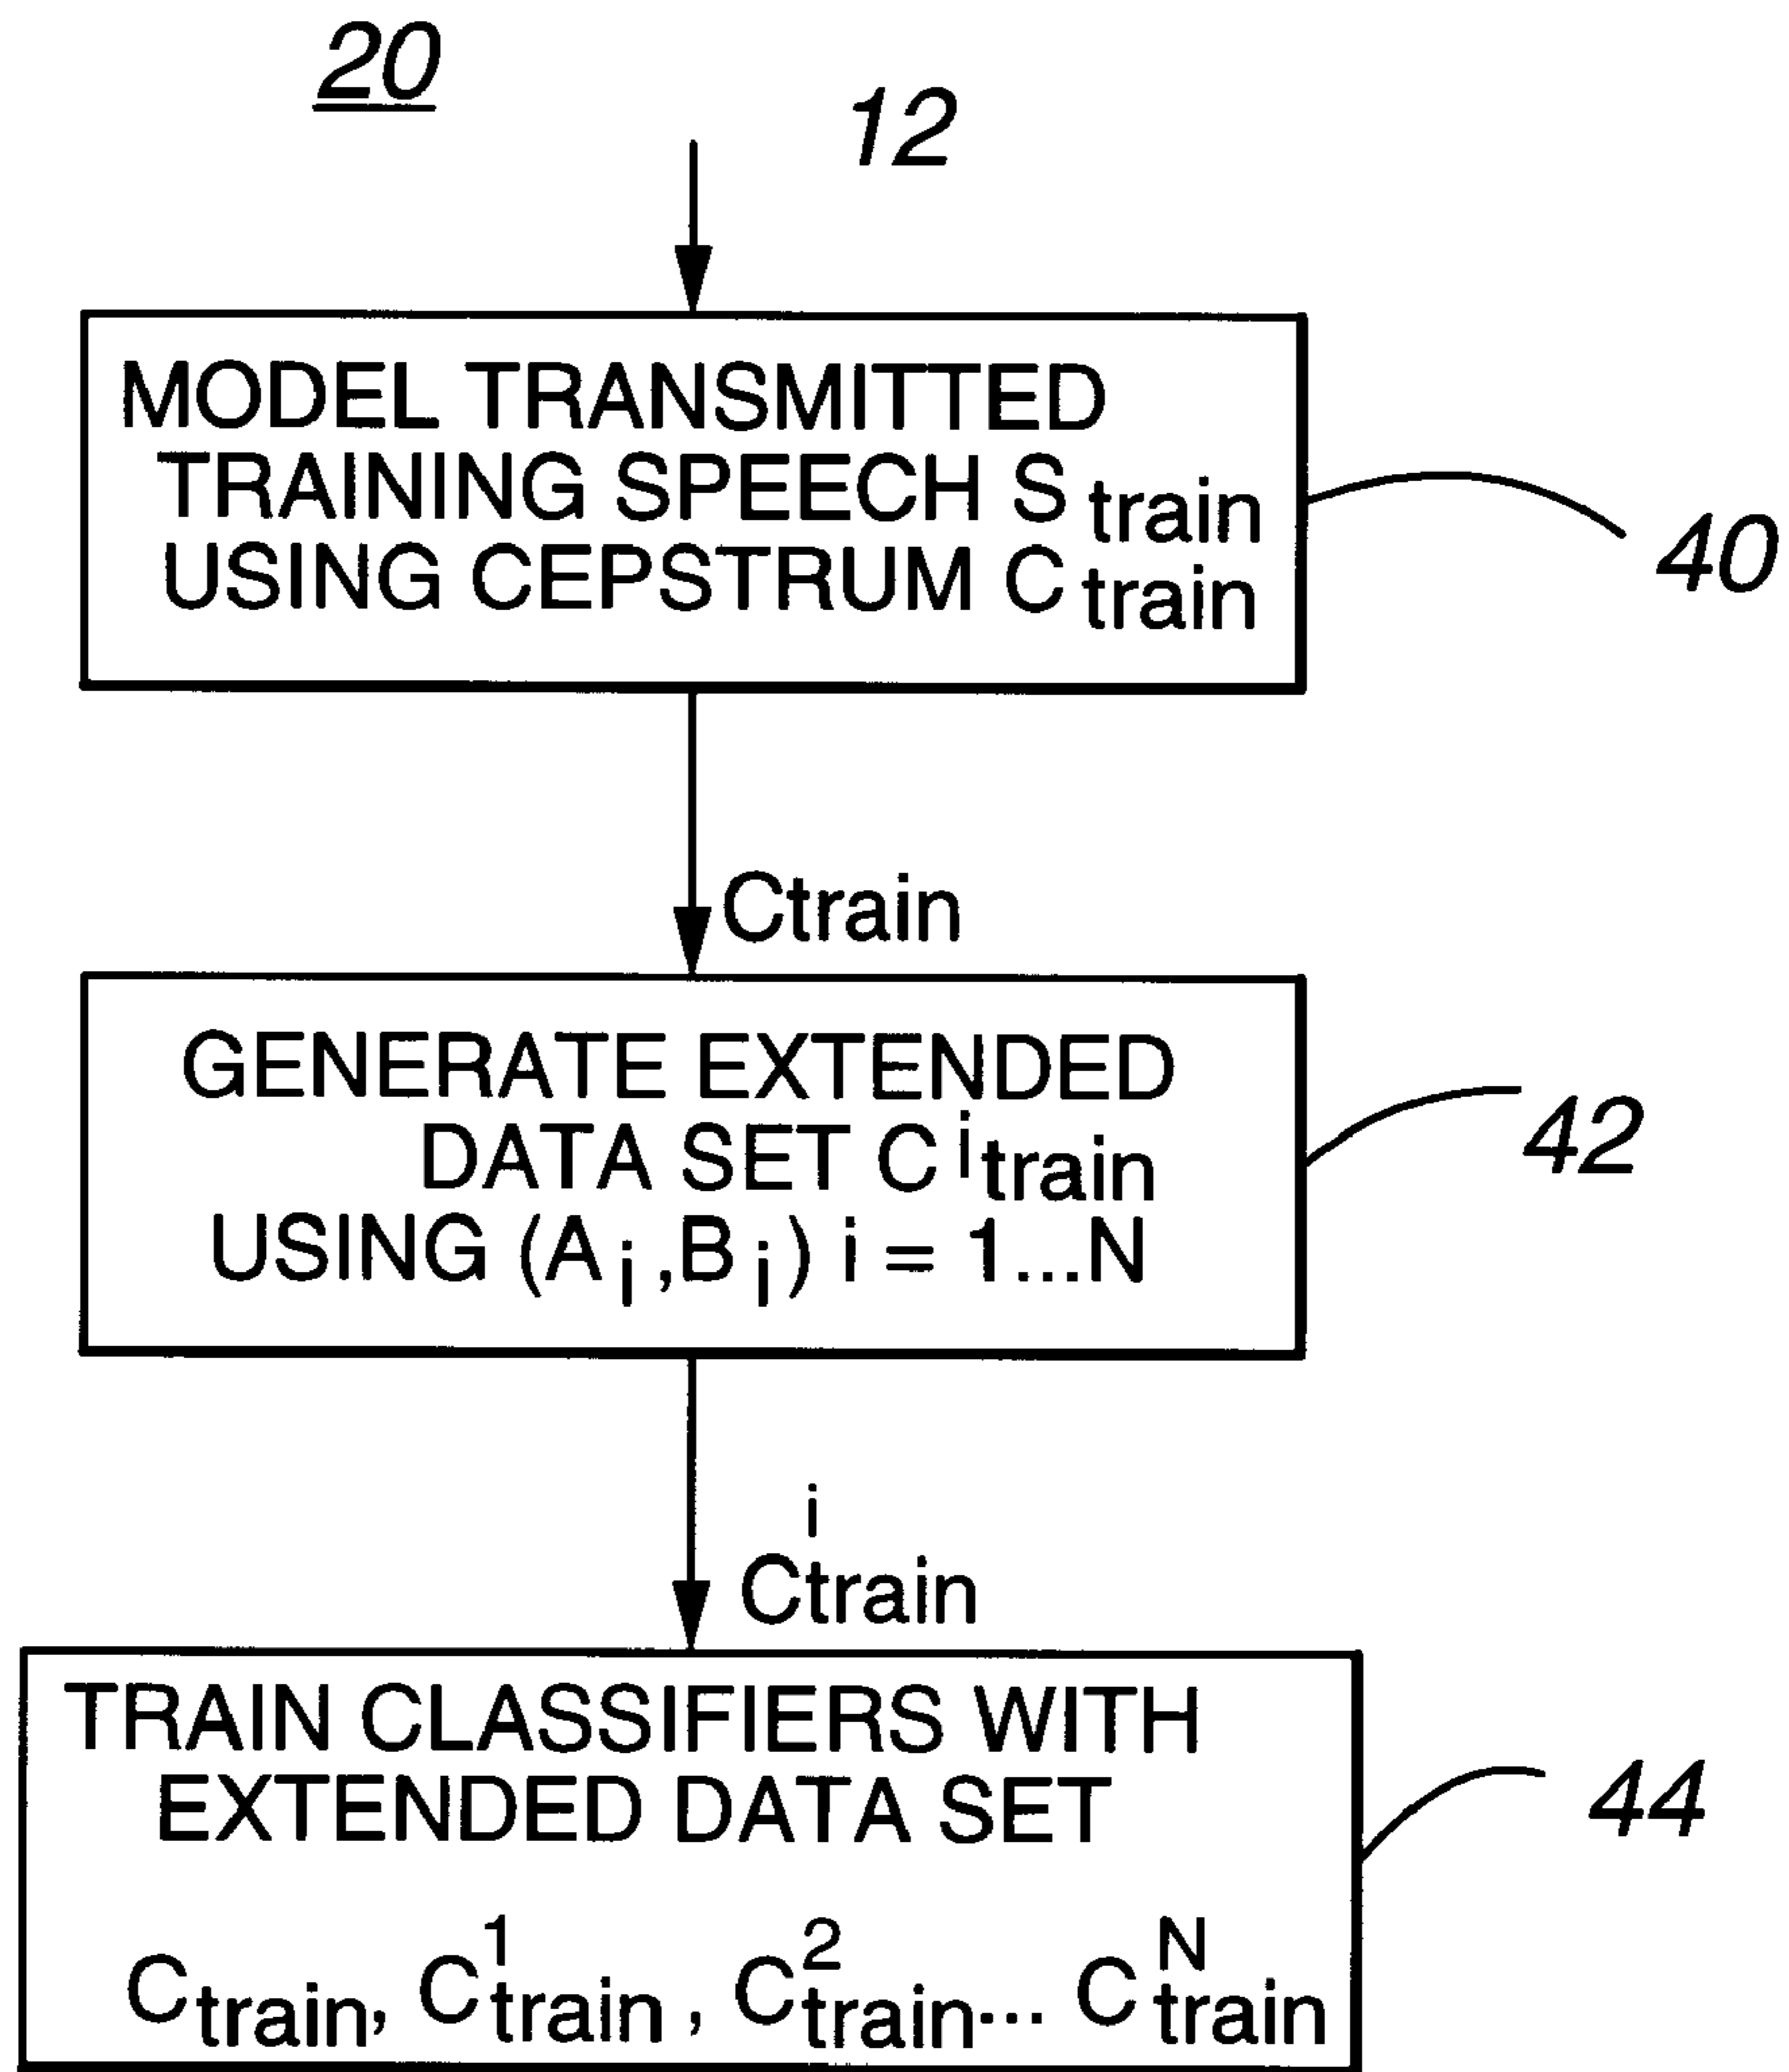 20
12
MODEL TRANSMITTED
TRAINING SPEECH S train
USING CEPSTRUM C train
40
Ctrain
GENERATE EXTENDED
DATA SET C i train
USING (A i ,B i ) i = 1...N
42
i
Ctrain
TRAIN CLASSIFIERS WITH
EXTENDED DATA SET
44
C train, C 1 train , C 2 train... C N train